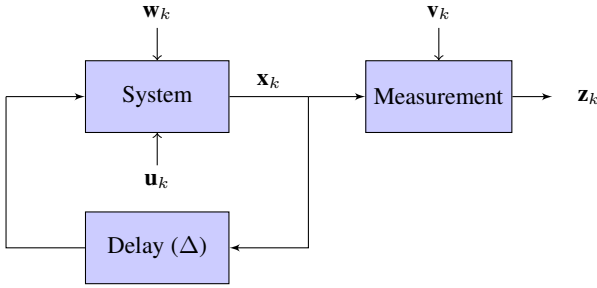 w_k
v_k
System
x_k
Measurement
z_k
u_k
Delay (Δ)